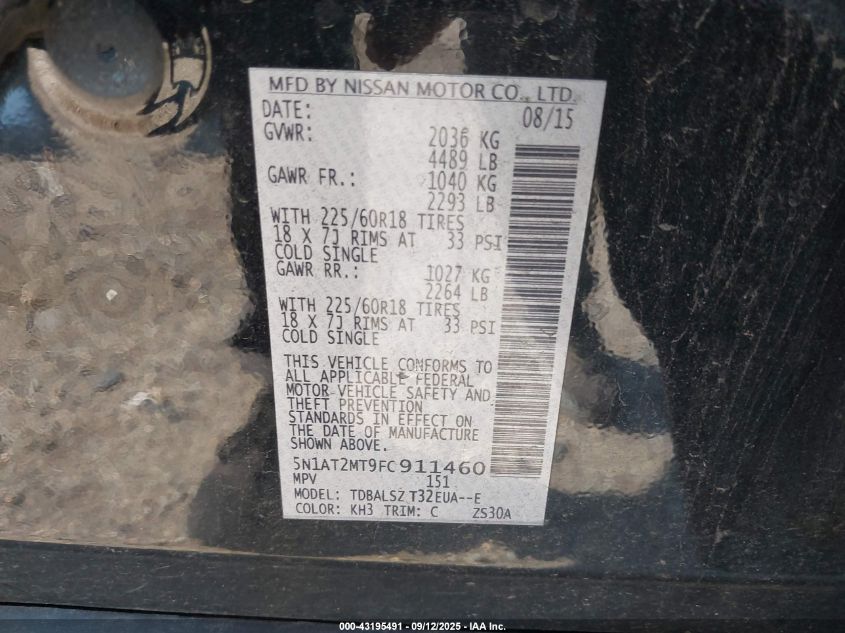 MFD BY NISSAN MOTOR CO., LTD.
DATE: 08/15
GVWR: 2036 KG
4489 LB
GAWR FR.: 1040 KG
2293 LB
WITH 225/60R18 TIRES
18 X 7J RIMS AT 33 PSI
COLD SINGLE
GAWR RR.: 1027 KG
2264 LB
WITH 225/60R18 TIRES
18 X 7J RIMS AT 33 PSI
COLD SINGLE
THIS VEHICLE CONFORMS TO
ALL APPLICABLE FEDERAL
MOTOR VEHICLE SAFETY AND
THEFT PREVENTION
STANDARDS IN EFFECT ON
THE DATE OF MANUFACTURE
SHOWN ABOVE.
5N1AT2MT9FC911460
MPV 151
MODEL: TDBALSZ T32EUA--E
COLOR: KH3 TRIM: C ZS30A
000-43195491 - 09/12/2025 - IAA Inc.